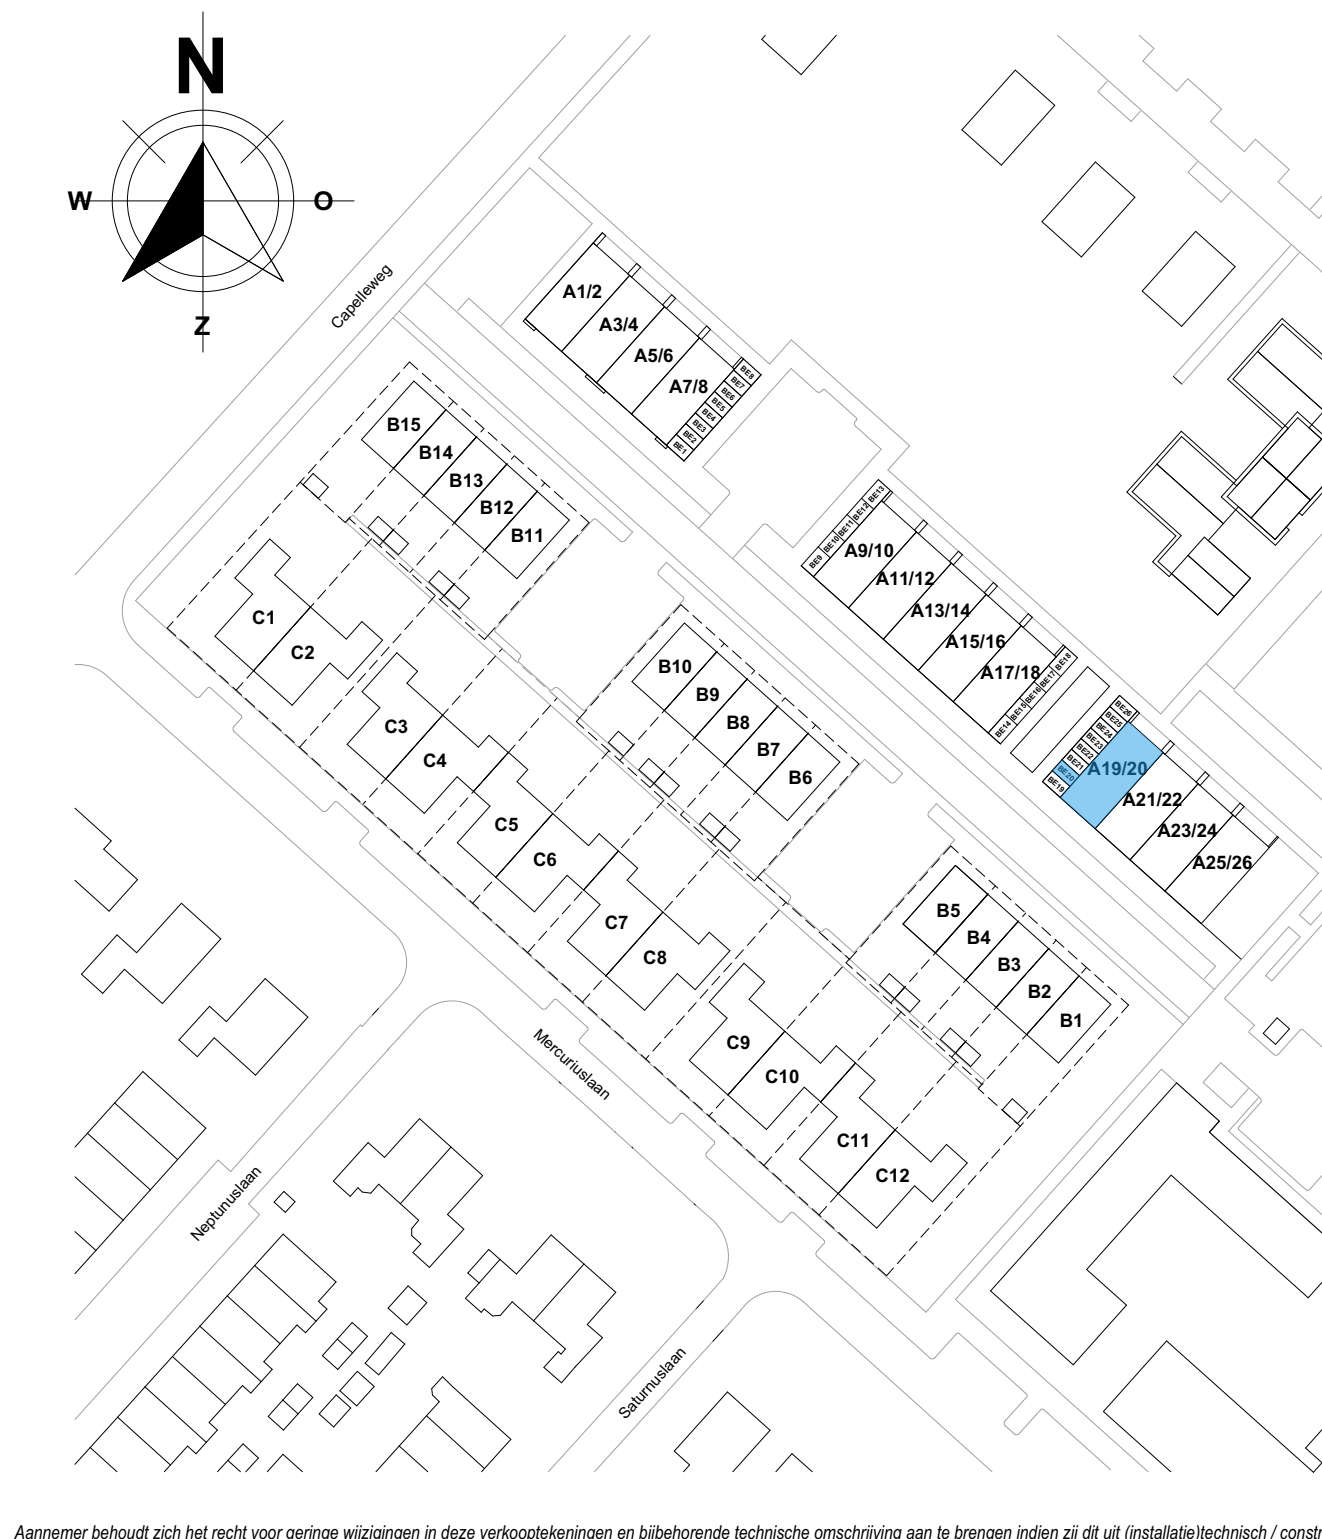 N
W
O
Z
Capelleweg
A1/2
A3/4
A5/6
A7/8
BE8
BE7
BE6
BE5
BE4
BE3
BE2
BE1
B15
B14
B13
B12
B11
BE13
BE12
BE11
BE10
BE9
A9/10
A11/12
A13/14
A15/16
A17/18
BE18
BE17
BE16
BE15
BE14
C1
C2
B10
B9
B8
B7
B6
BE26
BE25
BE24
BE23
BE22
BE21
BE20
BE19
A19/20
A21/22
A23/24
A25/26
C3
C4
C5
C6
C7
C8
B5
B4
B3
B2
B1
C9
C10
C11
C12
Mercuriuslaan
Neptunuslaan
Saturnuslaan
Aannemer behoudt zich het recht voor geringe wijzigingen in deze verkooptekeningen en bijbehorende technische omschrijving aan te brengen indien zij dit uit (installatie)technisch / constr